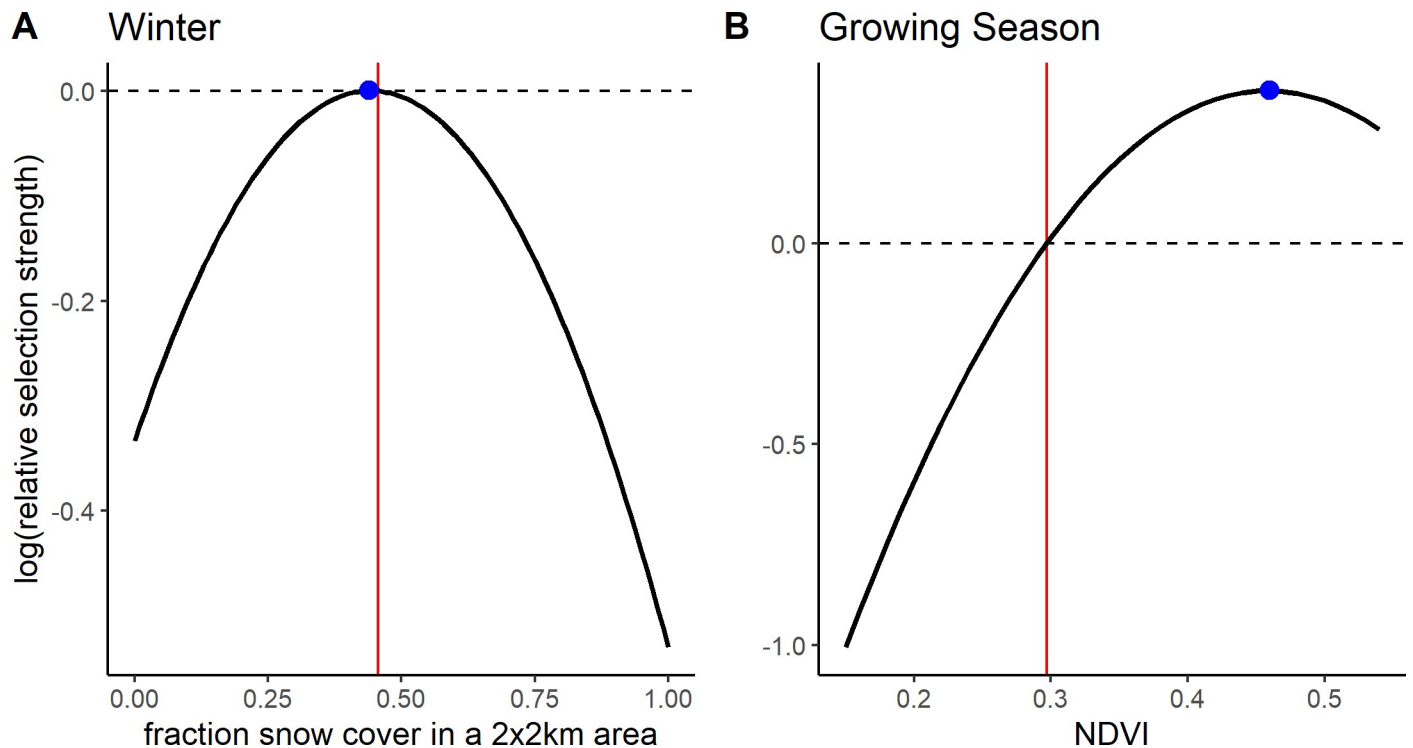 A Winter
log(relative selection strength)
0.0
-0.2
-0.4
0.00 0.25 0.50 0.75 1.00
fraction snow cover in a 2x2km area
B Growing Season
0.0
-0.5
-1.0
0.2 0.3 0.4 0.5
NDVI